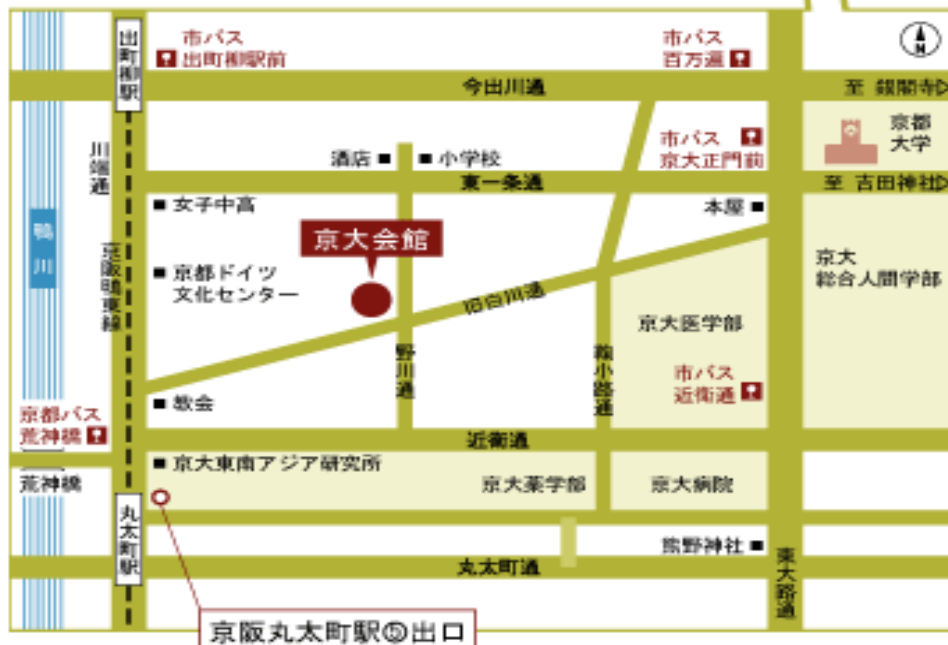 市バス
出町柳駅前
市バス
百万遍
出町柳駅
今出川通
至 銀閣寺
京都
大学
川端通
酒店
小学校
市バス
京大正門前
東一条通
至 吉田神社
女子中高
本屋
鴨川
京大会館
京阪鴨東線
京都ドイツ
文化センター
旧白川通
京大
総合人間学部
京大医学部
野川通
鞠小路通
市バス
近衛通
教会
京都バス
荒神橋
近衛通
京大東南アジア研究所
荒神橋
京大薬学部
京大病院
丸太町駅
熊野神社
丸太町通
東大路通
京阪丸太町駅⑤出口